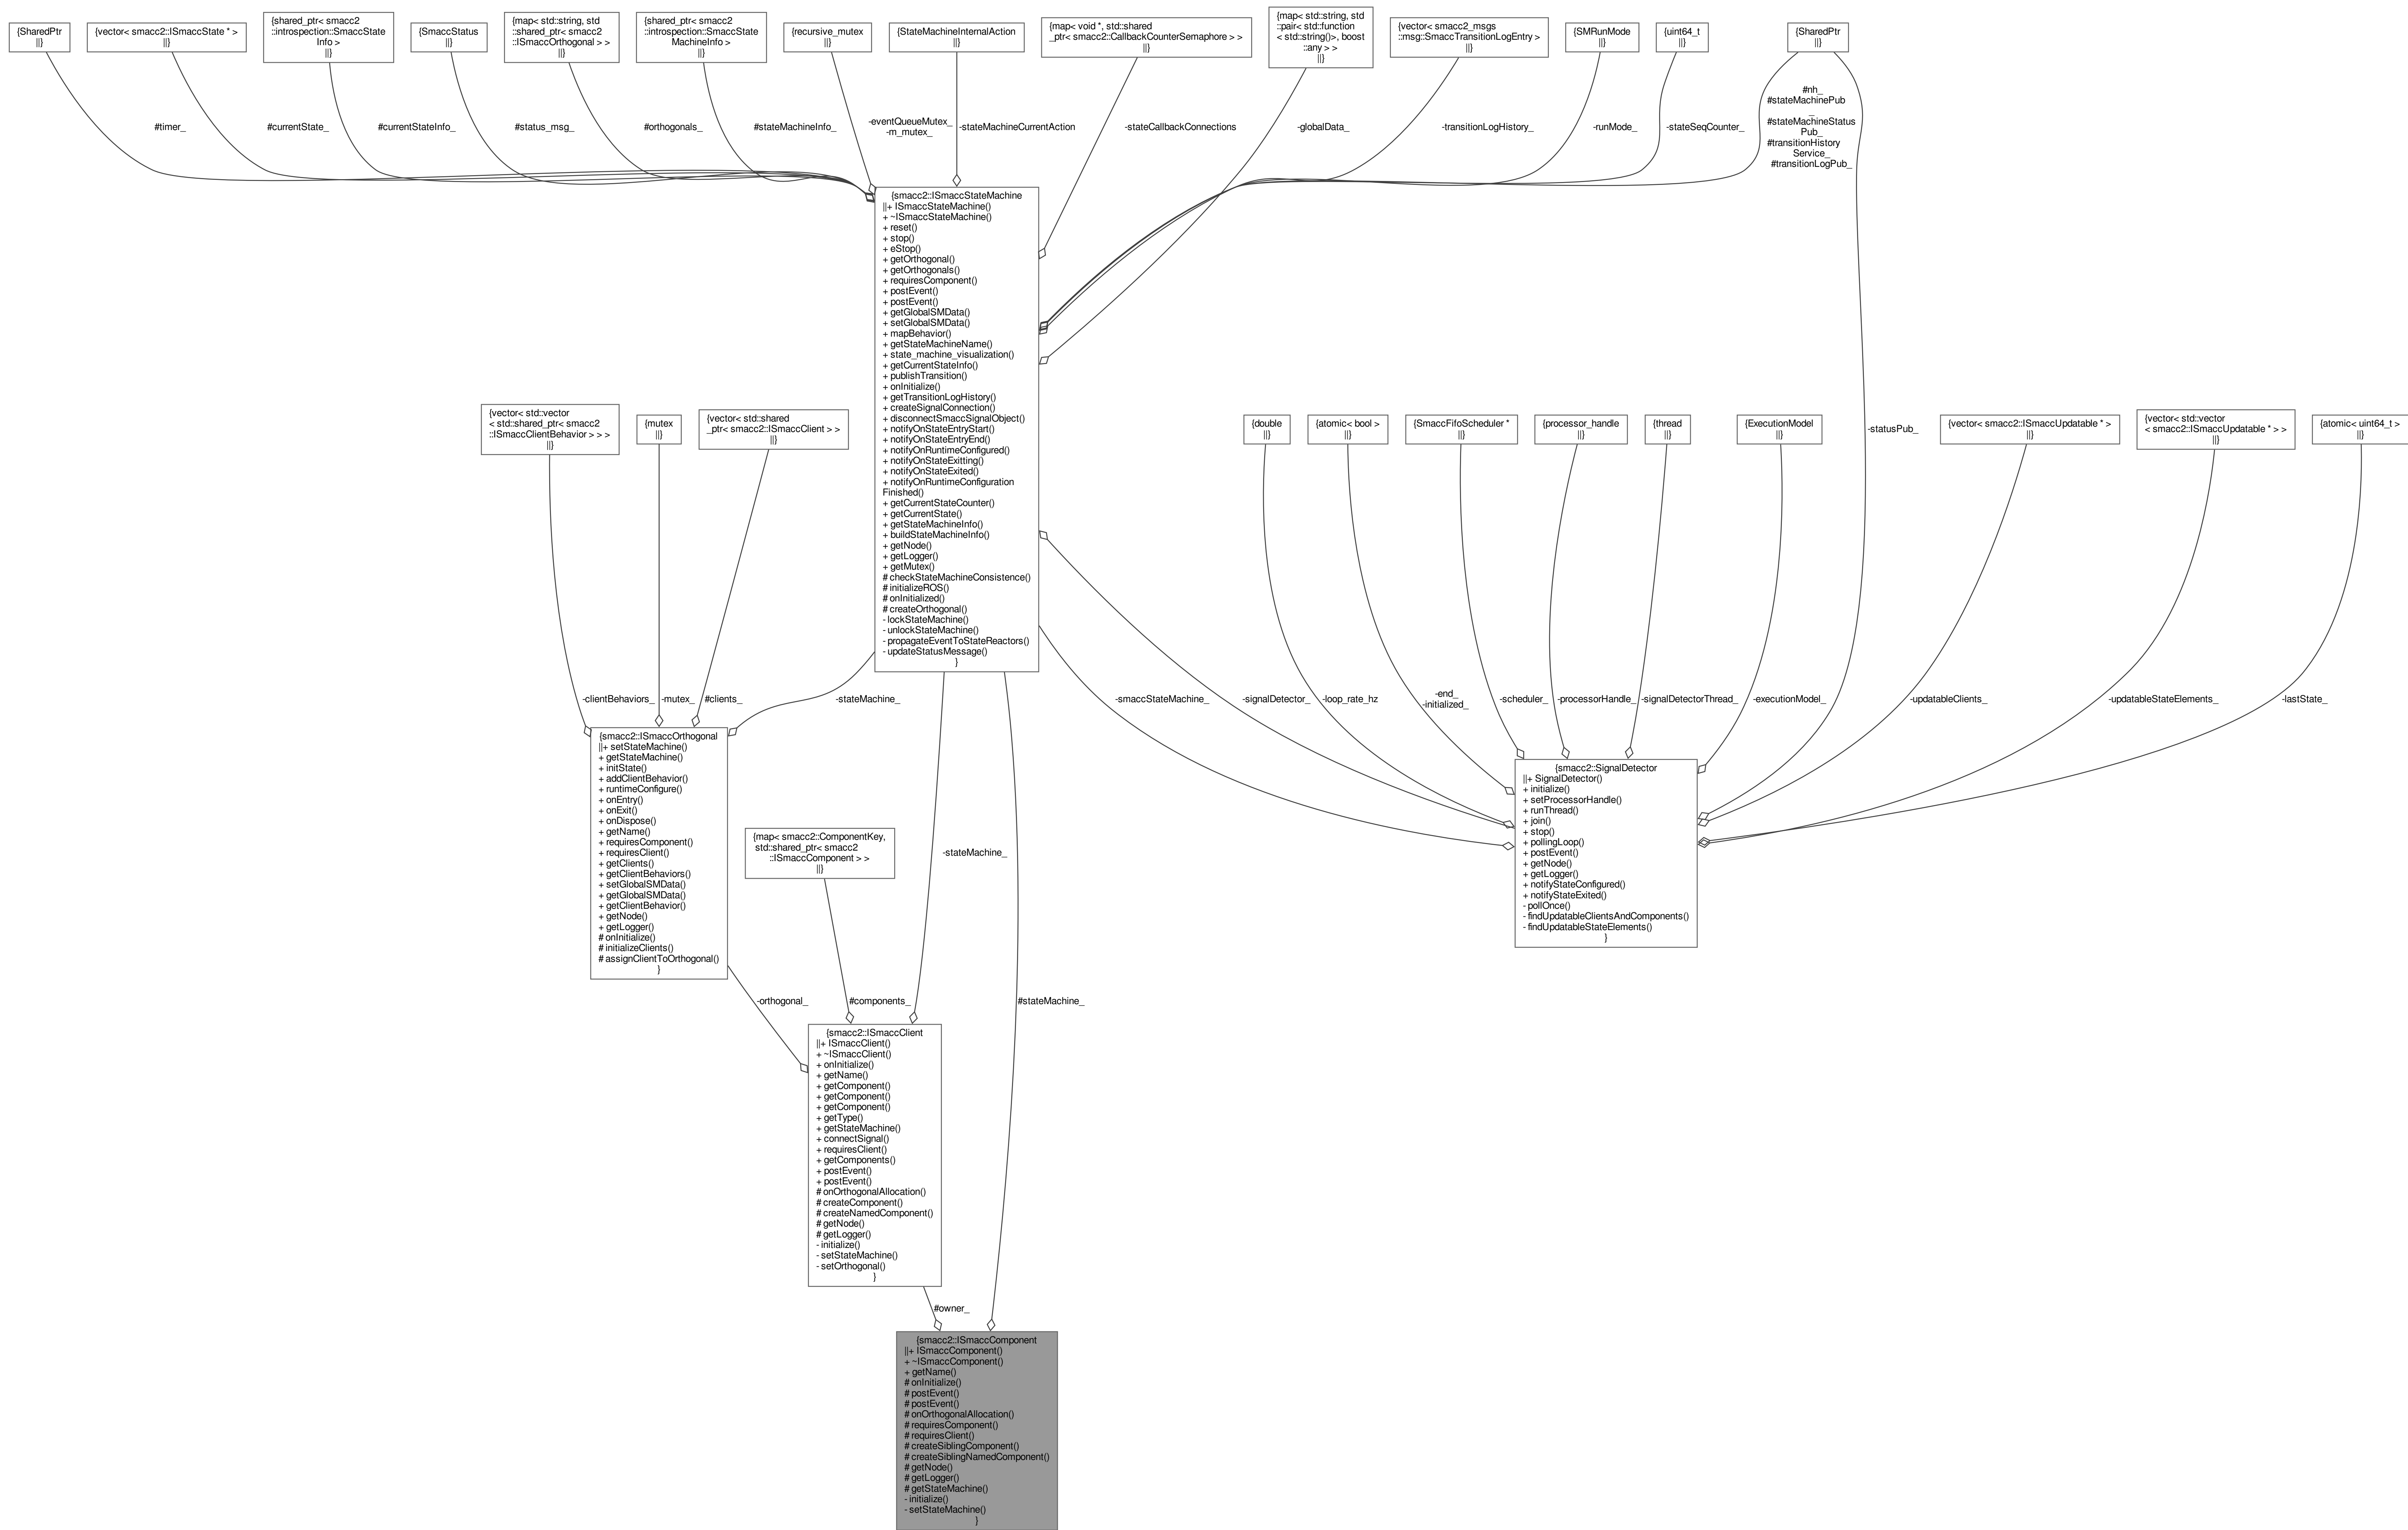 {SharedPtr
||}
{vector< smacc2::ISmaccState * >
||}
{shared_ptr< smacc2
::introspection::SmaccState
Info >
||}
{SmaccStatus
||}
{map< std::string, std
::shared_ptr< smacc2
::ISmaccOrthogonal > >
||}
{shared_ptr< smacc2
::introspection::SmaccState
MachineInfo >
||}
{recursive_mutex
||}
{StateMachineInternalAction
||}
{map< void *, std::shared
_ptr< smacc2::CallbackCounterSemaphore > >
||}
{map< std::string, std
::pair< std::function
< std::string()>, boost
::any > >
||}
{vector< smacc2_msgs
::msg::SmaccTransitionLogEntry >
||}
{SMRunMode
||}
{uint64_t
||}
{SharedPtr
||}
#timer_
#currentState_
#currentStateInfo_
#status_msg_
#orthogonals_
#stateMachineInfo_
-eventQueueMutex_
-m_mutex_
-stateMachineCurrentAction
-stateCallbackConnections
-globalData_
-transitionLogHistory_
-runMode_
-stateSeqCounter_
#nh_
#stateMachinePub
_
#stateMachineStatus
Pub_
#transitionHistory
Service_
#transitionLogPub_
{smacc2::ISmaccStateMachine
||+ ISmaccStateMachine()
+ ~ISmaccStateMachine()
+ reset()
+ stop()
+ eStop()
+ getOrthogonal()
+ getOrthogonals()
+ requiresComponent()
+ postEvent()
+ postEvent()
+ getGlobalSMData()
+ setGlobalSMData()
+ mapBehavior()
+ getStateMachineName()
+ state_machine_visualization()
+ getCurrentStateInfo()
+ publishTransition()
+ onInitialize()
+ getTransitionLogHistory()
+ createSignalConnection()
+ disconnectSmaccSignalObject()
+ notifyOnStateEntryStart()
+ notifyOnStateEntryEnd()
+ notifyOnRuntimeConfigured()
+ notifyOnStateExitting()
+ notifyOnStateExited()
+ notifyOnRuntimeConfiguration
Finished()
+ getCurrentStateCounter()
+ getCurrentState()
+ getStateMachineInfo()
+ buildStateMachineInfo()
+ getNode()
+ getLogger()
+ getMutex()
# checkStateMachineConsistence()
# initializeROS()
# onInitialized()
# createOrthogonal()
- lockStateMachine()
- unlockStateMachine()
- propagateEventToStateReactors()
- updateStatusMessage()
}
{vector< std::vector
< std::shared_ptr< smacc2
::ISmaccClientBehavior > > >
||}
{mutex
||}
{vector< std::shared
_ptr< smacc2::ISmaccClient > >
||}
{double
||}
{atomic< bool >
||}
{SmaccFifoScheduler *
||}
{processor_handle
||}
{thread
||}
{ExecutionModel
||}
-statusPub_
{vector< smacc2::ISmaccUpdatable * >
||}
{vector< std::vector
< smacc2::ISmaccUpdatable * > >
||}
{atomic< uint64_t >
||}
-clientBehaviors_
-mutex_
#clients_
-stateMachine_
-smaccStateMachine_
-signalDetector_
-loop_rate_hz
-end_
-initialized_
-scheduler_
-processorHandle_
-signalDetectorThread_
-executionModel_
-updatableClients_
-updatableStateElements_
-lastState_
{smacc2::ISmaccOrthogonal
||+ setStateMachine()
+ getStateMachine()
+ initState()
+ addClientBehavior()
+ runtimeConfigure()
+ onEntry()
+ onExit()
+ onDispose()
+ getName()
+ requiresComponent()
+ requiresClient()
+ getClients()
+ getClientBehaviors()
+ setGlobalSMData()
+ getGlobalSMData()
+ getClientBehavior()
+ getNode()
+ getLogger()
# onInitialize()
# initializeClients()
# assignClientToOrthogonal()
}
{smacc2::SignalDetector
||+ SignalDetector()
+ initialize()
+ setProcessorHandle()
+ runThread()
+ join()
+ stop()
+ pollingLoop()
+ postEvent()
+ getNode()
+ getLogger()
+ notifyStateConfigured()
+ notifyStateExited()
- pollOnce()
- findUpdatableClientsAndComponents()
- findUpdatableStateElements()
}
{map< smacc2::ComponentKey,
std::shared_ptr< smacc2
::ISmaccComponent > >
||}
-stateMachine_
-orthogonal_
#components_
#stateMachine_
{smacc2::ISmaccClient
||+ ISmaccClient()
+ ~ISmaccClient()
+ onInitialize()
+ getName()
+ getComponent()
+ getComponent()
+ getComponent()
+ getType()
+ getStateMachine()
+ connectSignal()
+ requiresClient()
+ getComponents()
+ postEvent()
+ postEvent()
# onOrthogonalAllocation()
# createComponent()
# createNamedComponent()
# getNode()
# getLogger()
- initialize()
- setStateMachine()
- setOrthogonal()
}
#owner_
{smacc2::ISmaccComponent
||+ ISmaccComponent()
+ ~ISmaccComponent()
+ getName()
# onInitialize()
# postEvent()
# postEvent()
# onOrthogonalAllocation()
# requiresComponent()
# requiresClient()
# createSiblingComponent()
# createSiblingNamedComponent()
# getNode()
# getLogger()
# getStateMachine()
- initialize()
- setStateMachine()
}